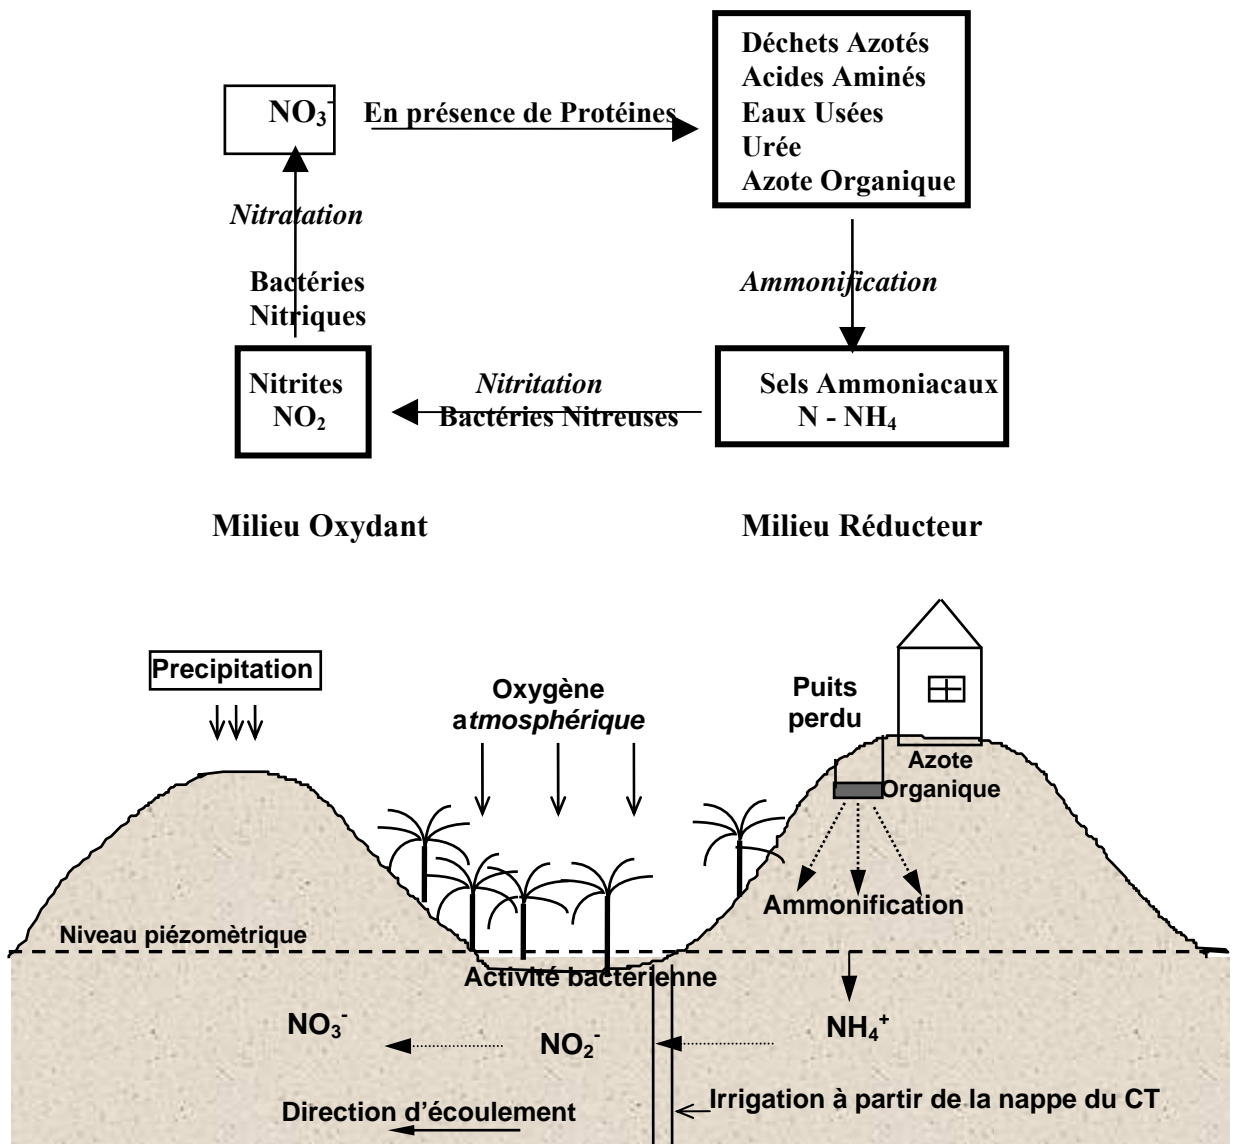 Déchets Azotés
Acides Aminés
Eaux Usées
Urée
Azote Organique
NO₃⁻
En présence de Protéines
Nitratation
Bactéries
Nitriques
Ammonification
Nitrites
NO₂
Nitritation
Bactéries Nitreuses
Sels Ammoniacaux
N - NH₄
Milieu Oxydant
Milieu Réducteur
Precipitation
Oxygène
atmosphérique
Puits
perdu
Azote
Organique
Ammonification
Niveau piézomètrique
Activité bactérienne
NO₃⁻
NO₂⁻
NH₄⁺
Direction d'écoulement
Irrigation à partir de la nappe du CT